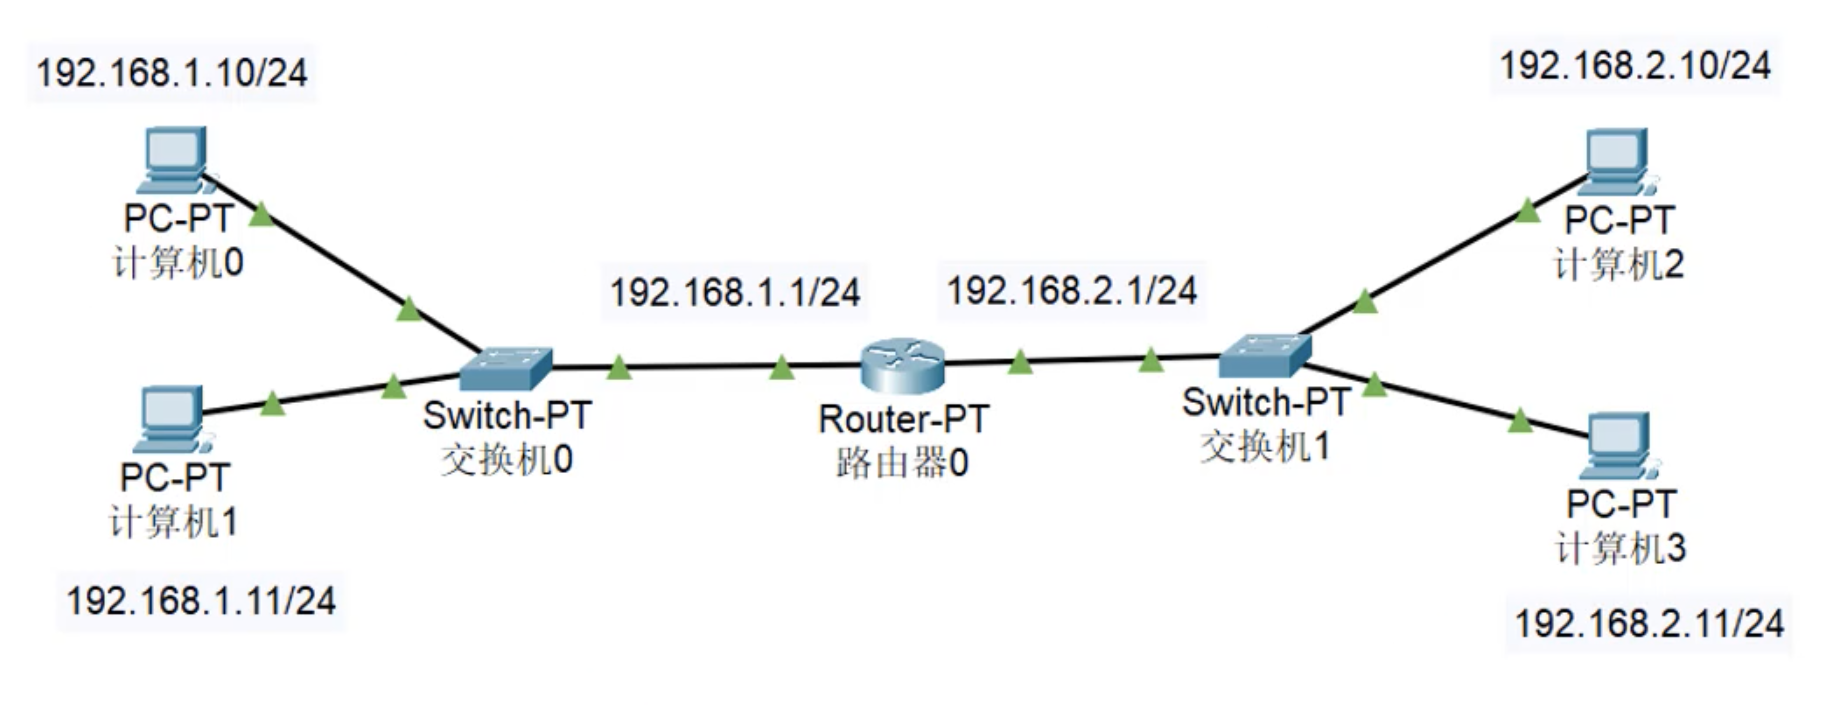 192.168.1.10/24
PC-PT
计算机0
PC-PT
计算机1
192.168.1.11/24
Switch-PT
交换机0
192.168.1.1/24
Router-PT
路由器0
192.168.2.1/24
Switch-PT
交换机1
192.168.2.10/24
PC-PT
计算机2
PC-PT
计算机3
192.168.2.11/24